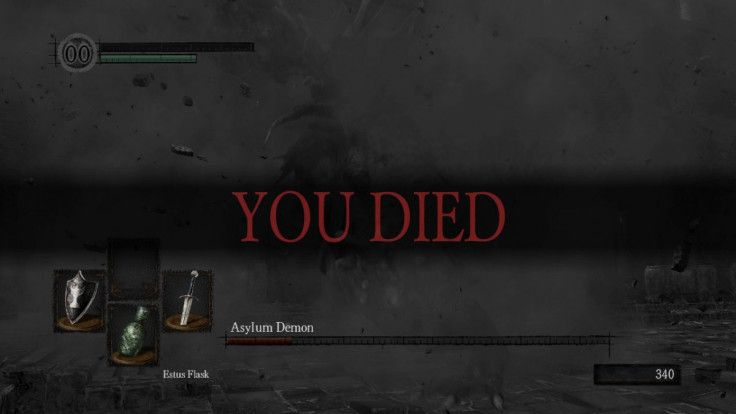 00
YOU DIED
Asylum Demon
Estus Flask
340